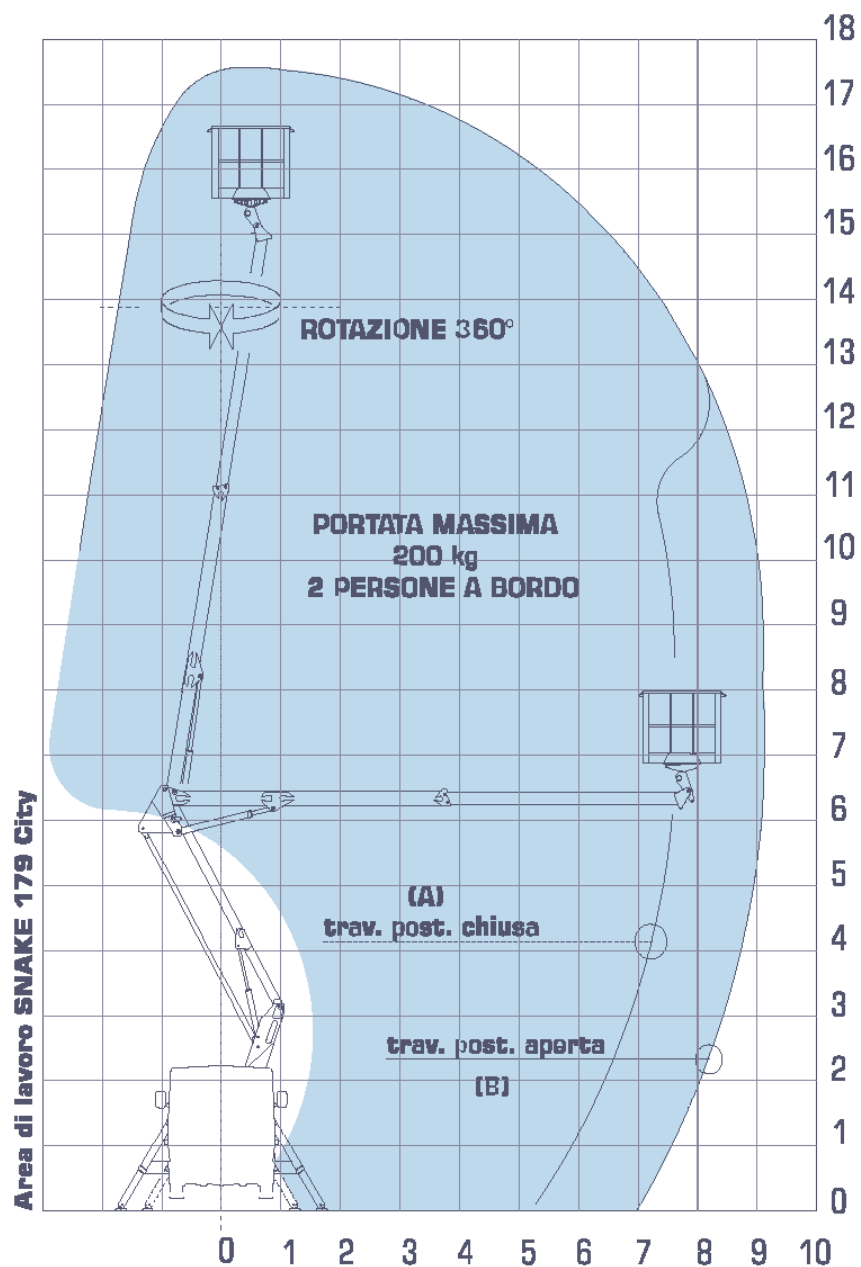 18
17
16
15
14
ROTAZIONE 360°
13
12
11
PORTATA MASSIMA
10
200 kg
2 PERSONE A BORDO
9
8
7
6
Area di lavoro SNAKE 179 City
5
(A)
trav. post. chiusa
4
3
trav. post. aperta
2
(B)
1
0
0 1 2 3 4 5 6 7 8 9 10